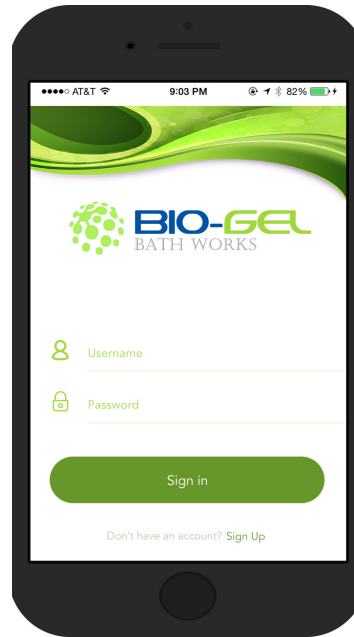 AT&T 9:03 PM 82%
BIO-GEL
BATH WORKS
Username
Password
Sign in
Don't have an account? Sign Up